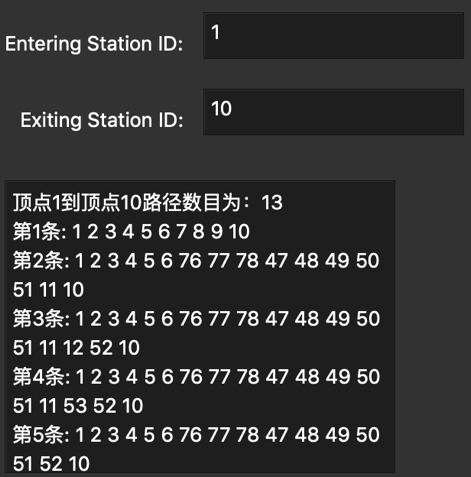 Entering Station ID:
1
Exiting Station ID:
10
顶点1到顶点10路径数目为：13
第1条: 1 2 3 4 5 6 7 8 9 10
第2条: 1 2 3 4 5 6 76 77 78 47 48 49 50
51 11 10
第3条: 1 2 3 4 5 6 76 77 78 47 48 49 50
51 11 12 52 10
第4条: 1 2 3 4 5 6 76 77 78 47 48 49 50
51 11 53 52 10
第5条: 1 2 3 4 5 6 76 77 78 47 48 49 50
51 52 10